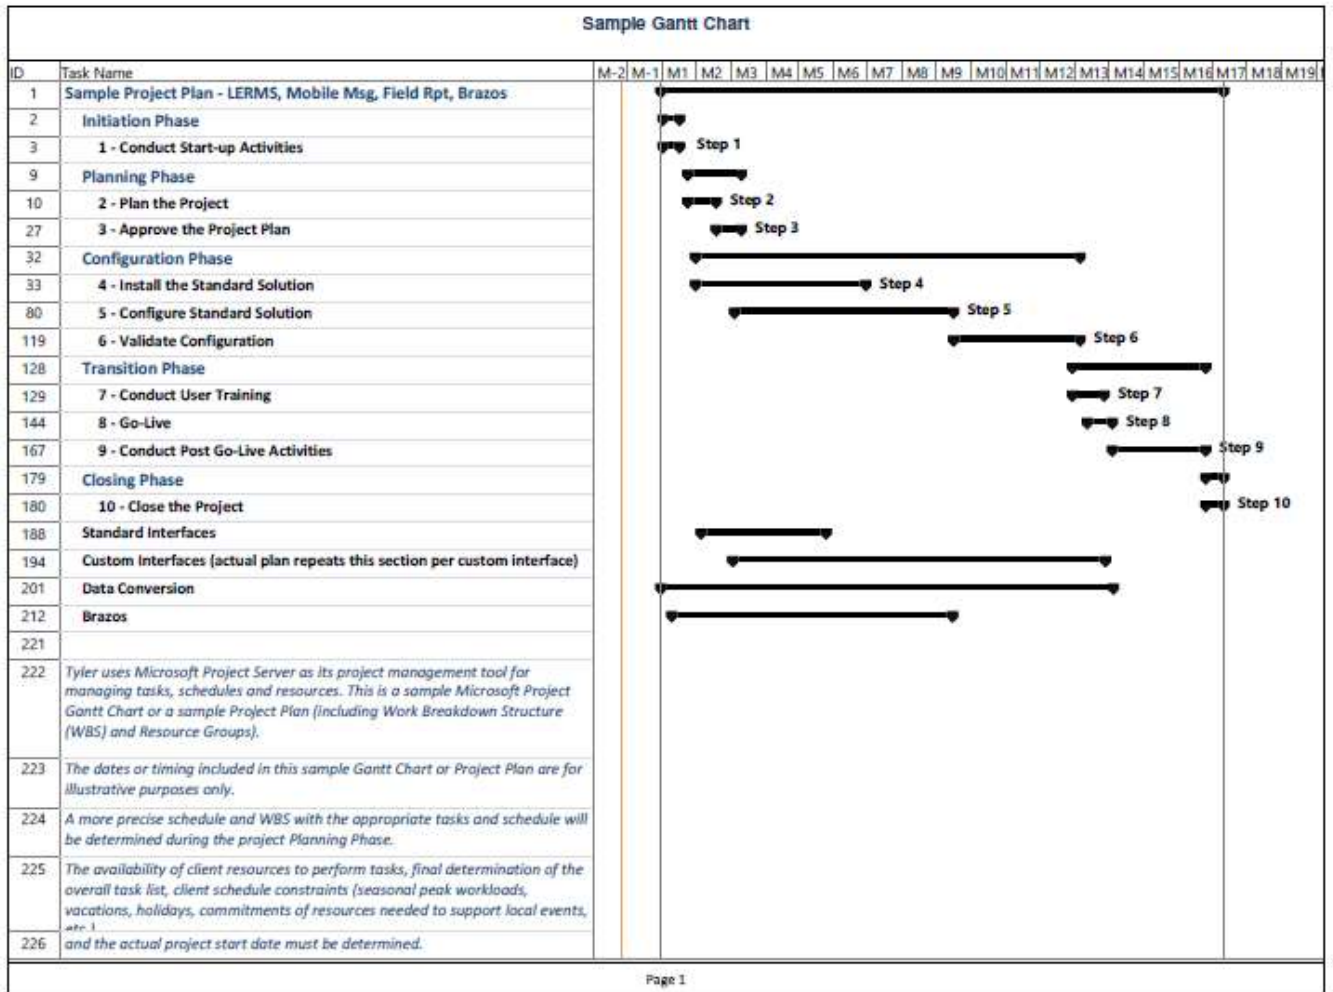 Sample Gantt Chart
ID Task Name M-2 M-1 M1 M2 M3 M4 M5 M6 M7 M8 M9 M10 M11 M12 M13 M14 M15 M16 M17 M18 M19
1 Sample Project Plan - LERMS, Mobile Msg, Field Rpt, Brazos
2 Initiation Phase
3 1 - Conduct Start-up Activities Step 1
9 Planning Phase
10 2 - Plan the Project Step 2
27 3 - Approve the Project Plan Step 3
32 Configuration Phase
33 4 - Install the Standard Solution Step 4
80 5 - Configure Standard Solution Step 5
119 6 - Validate Configuration Step 6
128 Transition Phase
129 7 - Conduct User Training Step 7
144 8 - Go-Live Step 8
167 9 - Conduct Post Go-Live Activities Step 9
179 Closing Phase
180 10 - Close the Project Step 10
188 Standard Interfaces
194 Custom Interfaces (actual plan repeats this section per custom interface)
201 Data Conversion
212 Brazos
221
222 Tyler uses Microsoft Project Server as its project management tool for
managing tasks, schedules and resources. This is a sample Microsoft Project
Gantt Chart or a sample Project Plan (including Work Breakdown Structure
(WBS) and Resource Groups).
223 The dates or timing included in this sample Gantt Chart or Project Plan are for
illustrative purposes only.
224 A more precise schedule and WBS with the appropriate tasks and schedule will
be determined during the project Planning Phase.
225 The availability of client resources to perform tasks, final determination of the
overall task list, client schedule constraints (seasonal peak workloads,
vacations, holidays, commitments of resources needed to support local events,
226 and the actual project start date must be determined.
Page 1